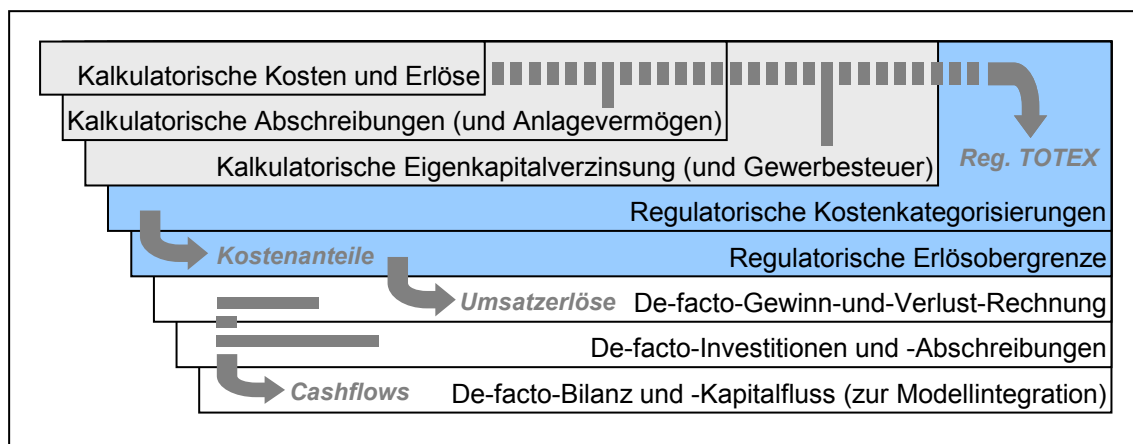 Kalkulatorische Kosten und Erlöse
Kalkulatorische Abschreibungen (und Anlagevermögen)
Kalkulatorische Eigenkapitalverzinsung (und Gewerbesteuer)
Reg. TOTEX
Regulatorische Kostenkategorisierungen
Kostenanteile
Regulatorische Erlösobergrenze
Umsatzerlöse
De-facto-Gewinn-und-Verlust-Rechnung
De-facto-Investitionen und -Abschreibungen
Cashflows
De-facto-Bilanz und -Kapitalfluss (zur Modellintegration)